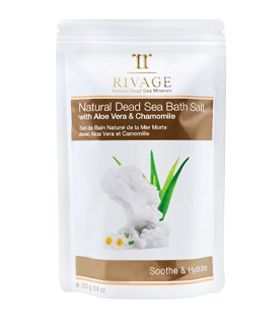 RIVAGE
Natural Dead Sea Minerals
Natural Dead Sea Bath Salt
with Aloe Vera & Chamomile
Sel de Bain Naturel de la Mer Morte
avec Aloe Vera et Camomille
Soothe & Hydrate